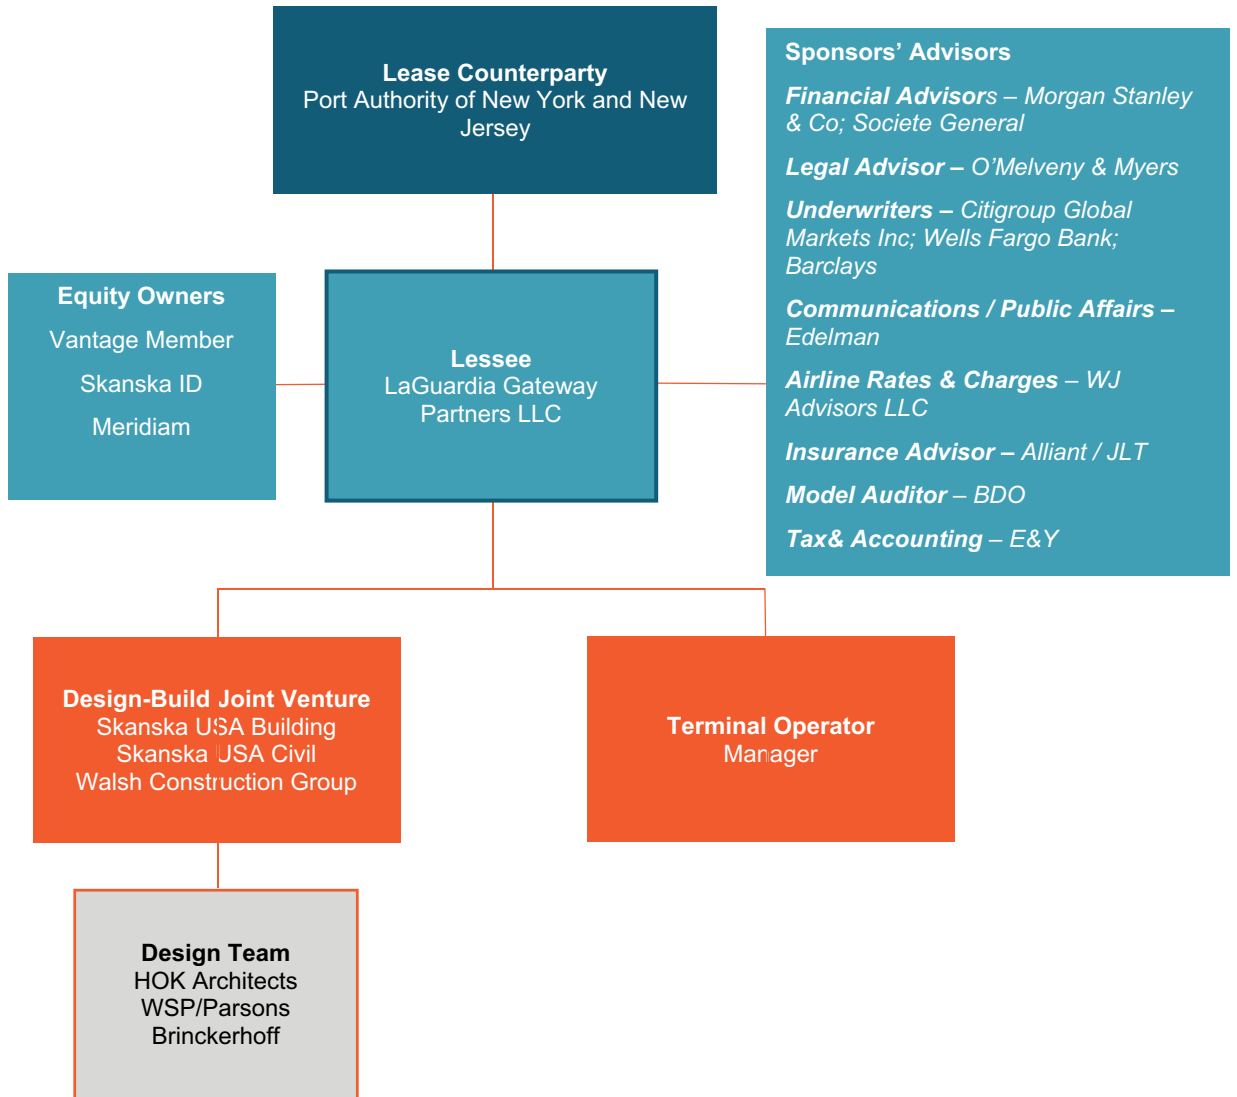 Lease Counterparty
Port Authority of New York and New
Jersey
Sponsors’ Advisors
Financial Advisors – Morgan Stanley
& Co; Societe General
Legal Advisor – O’Melveny & Myers
Underwriters – Citigroup Global
Markets Inc; Wells Fargo Bank;
Barclays
Communications / Public Affairs –
Edelman
Airline Rates & Charges – WJ
Advisors LLC
Insurance Advisor – Alliant / JLT
Model Auditor – BDO
Tax& Accounting – E&Y
Equity Owners
Vantage Member
Skanska ID
Meridiam
Lessee
LaGuardia Gateway
Partners LLC
Design-Build Joint Venture
Skanska USA Building
Skanska USA Civil
Walsh Construction Group
Terminal Operator
Manager
Design Team
HOK Architects
WSP/Parsons
Brinckerhoff